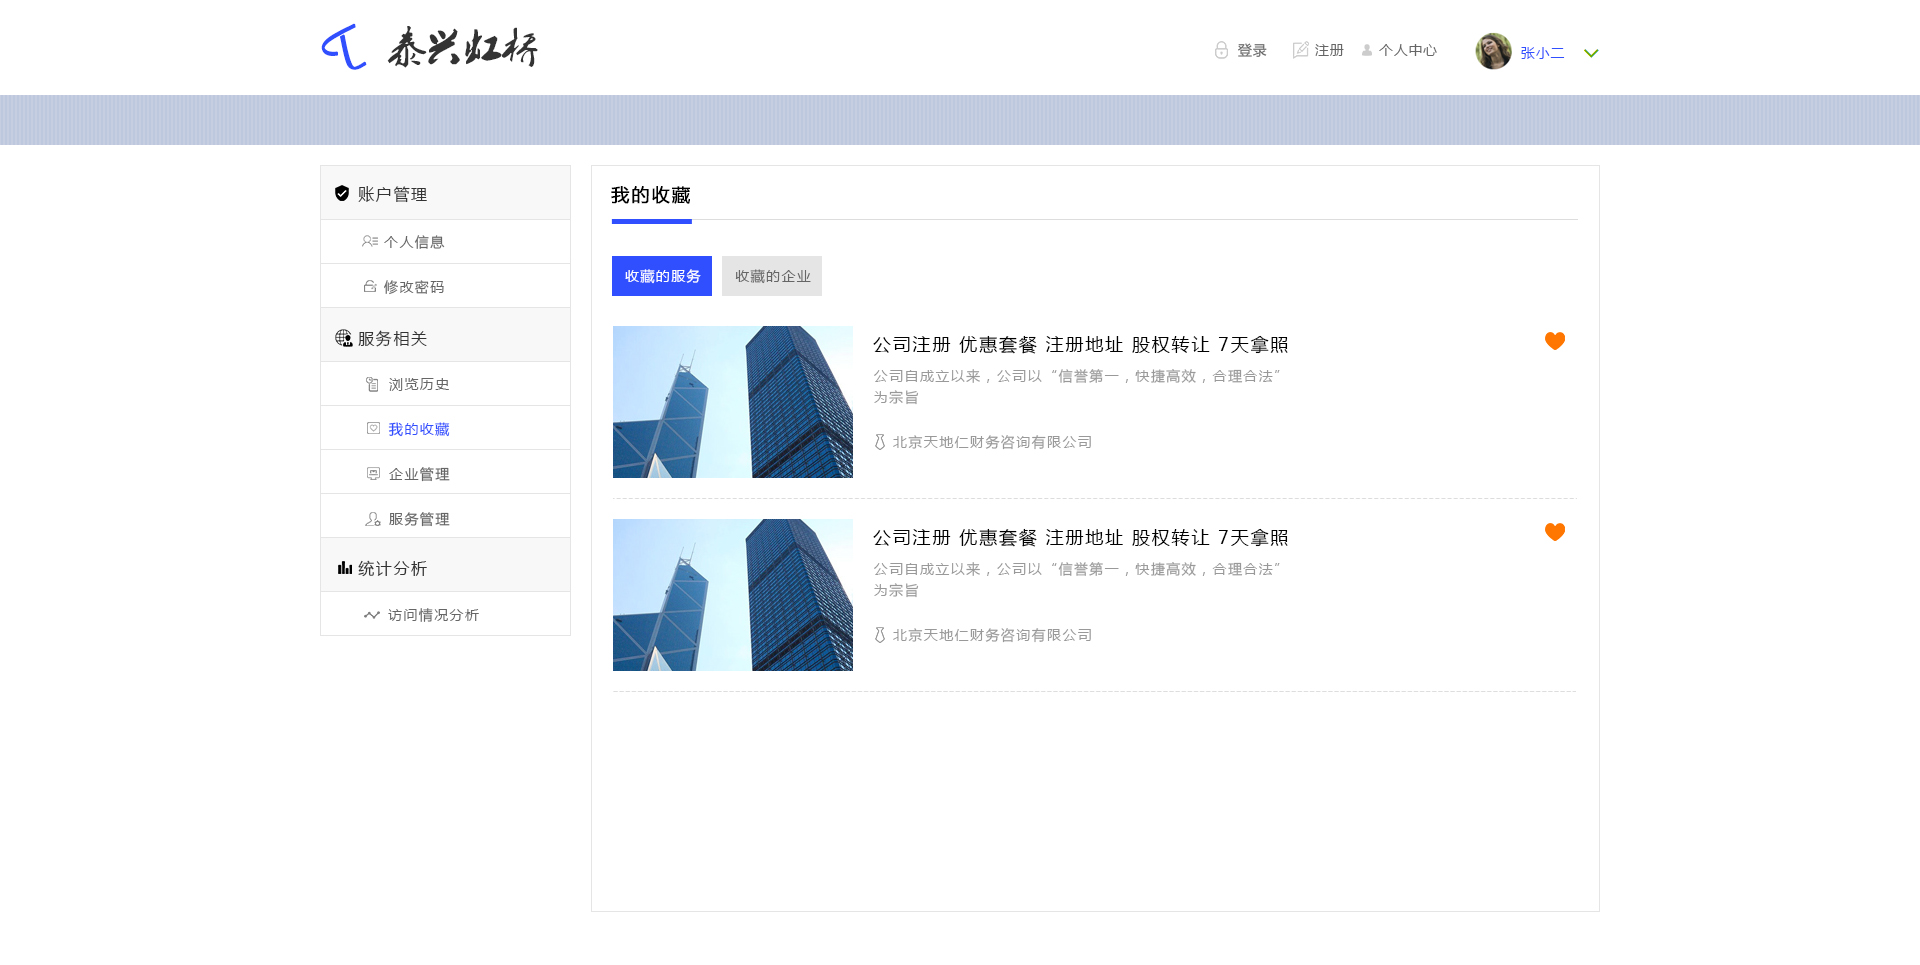 泰兴虹桥
登录
注册
个人中心
张小二
账户管理
个人信息
修改密码
服务相关
浏览历史
我的收藏
企业管理
服务管理
统计分析
访问情况分析
我的收藏
收藏的服务
收藏的企业
公司注册 优惠套餐 注册地址 股权转让 7天拿照
公司自成立以来，公司以“信誉第一，快捷高效，合理合法”
为宗旨
北京天地仁财务咨询有限公司
公司注册 优惠套餐 注册地址 股权转让 7天拿照
公司自成立以来，公司以“信誉第一，快捷高效，合理合法”
为宗旨
北京天地仁财务咨询有限公司